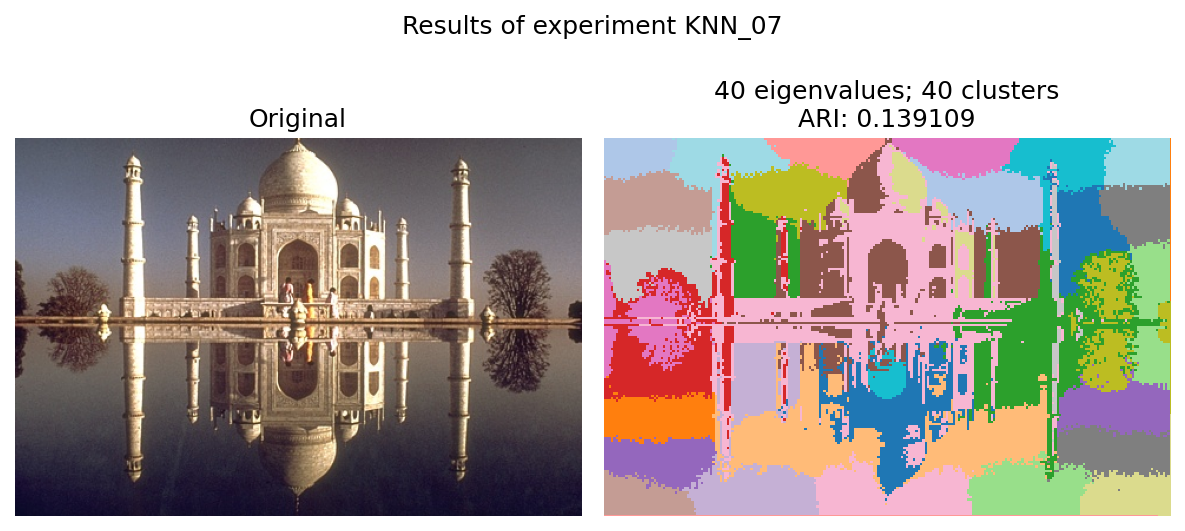 Results of experiment KNN_07
Original
40 eigenvalues; 40 clusters
ARI: 0.139109